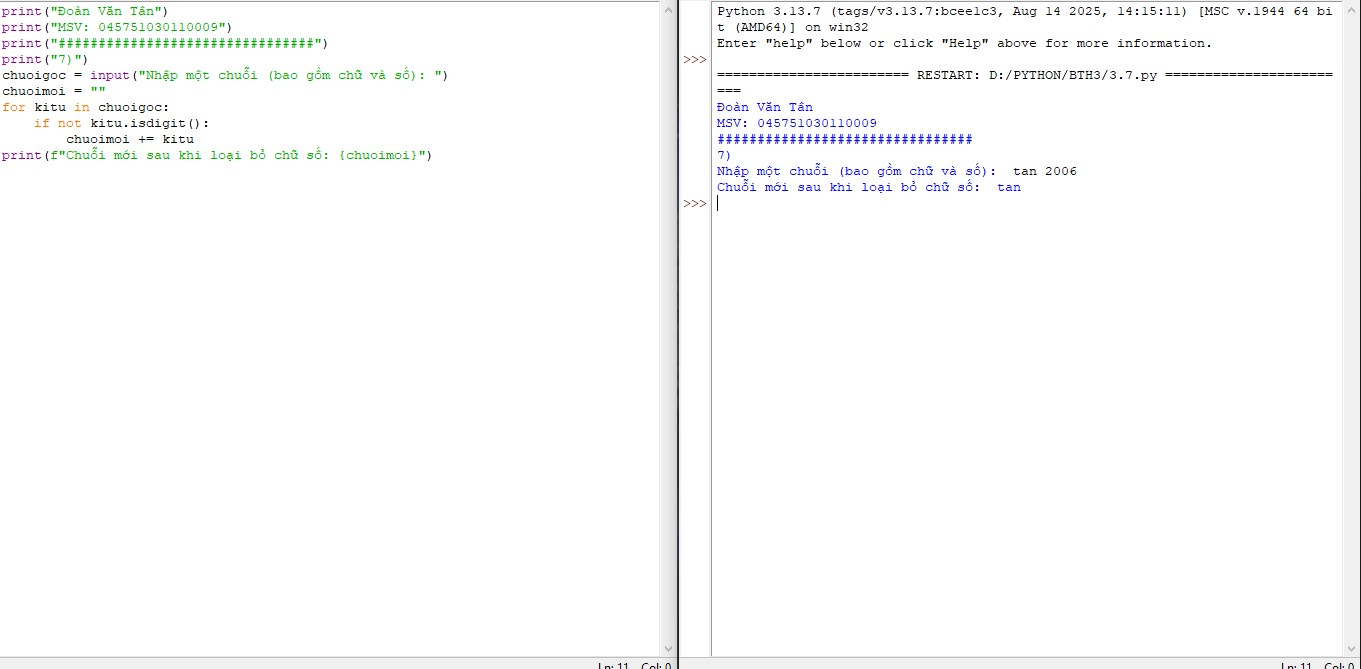 print("Đoàn Văn Tân")
print("MSV: 045751030110009")
print("################################")
print("7)")
chuoigoc = input("Nhập một chuỗi (bao gồm chữ và số): ")
chuoimoi = ""
for kitu in chuoigoc:
    if not kitu.isdigit():
        chuoimoi += kitu
print(f"Chuỗi mới sau khi loại bỏ chữ số: {chuoimoi}")
Ln: 11 Col: 0
Python 3.13.7 (tags/v3.13.7:bcee1c3, Aug 14 2025, 14:15:11) [MSC v.1944 64 bi
t (AMD64)] on win32
Enter "help" below or click "Help" above for more information.
>>>
======================== RESTART: D:/PYTHON/BTH3/3.7.py =====================
===
Đoàn Văn Tân
MSV: 045751030110009
################################
7)
Nhập một chuỗi (bao gồm chữ và số):  tan 2006
Chuỗi mới sau khi loại bỏ chữ số:  tan
>>>
Ln: 11 Col: 0